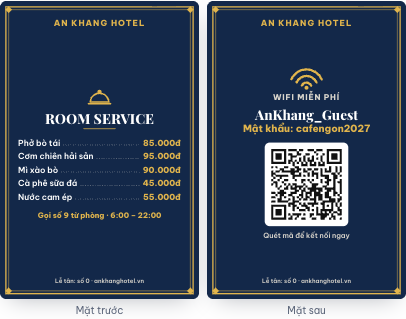 AN KHANG HOTEL
ROOM SERVICE
Phở bò tái 85.000đ
Cơm chiên hải sản 95.000đ
Mì xào bò 90.000đ
Cà phê sữa đá 45.000đ
Nước cam ép 55.000đ
Gọi số 9 từ phòng · 6:00 – 22:00
Lễ tân: số 0 · ankhanghotel.vn
Mặt trước
AN KHANG HOTEL
WIFI MIỄN PHÍ
AnKhang_Guest
Mật khẩu: cafengon2027
Quét mã để kết nối ngay
Lễ tân: số 0 · ankhanghotel.vn
Mặt sau